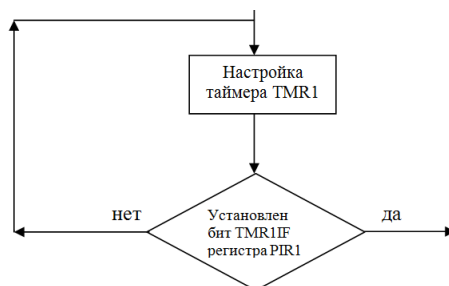 Настройка
таймера TMR1
нет
да
Установлен
бит TMR1IF
регистра PIR1